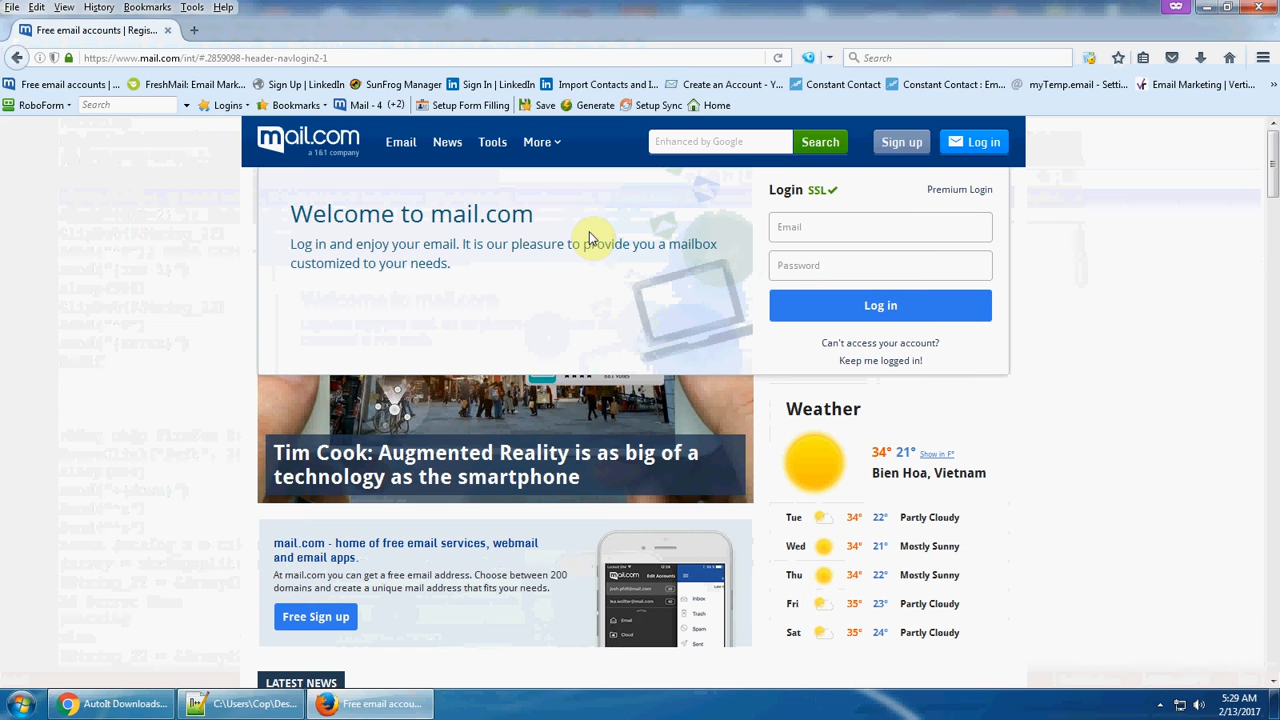 File Edit View History Bookmarks Tools Help
Free email accounts | Regis...
https://www.mail.com/int/#.2859098-header-navlogin2-1
Search
Free email accounts | Regi...
FreshMail: Email Mark...
Sign Up | LinkedIn
SunFrog Manager
Sign In | LinkedIn
Import Contacts and I...
Create an Account - Y...
Constant Contact
Constant Contact : Em...
myTemp.email - Setti...
Email Marketing | Verti...
RoboForm
Search
Logins
Bookmarks
Mail - 4 (+2)
Setup Form Filling
Save
Generate
Setup Sync
Home
mail.com
a 1&1 company
Email
News
Tools
More
Enhanced by Google
Search
Sign up
Log in
Welcome to mail.com
Log in and enjoy your email. It is our pleasure to provide you a mailbox
customized to your needs.
Login SSL
Premium Login
Email
Password
Log in
Can't access your account?
Keep me logged in!
Tim Cook: Augmented Reality is as big of a
technology as the smartphone
Weather
34° 21° Show in F°
Bien Hoa, Vietnam
Tue 34° 22° Partly Cloudy
Wed 34° 21° Mostly Sunny
Thu 34° 22° Mostly Sunny
Fri 35° 23° Partly Cloudy
Sat 35° 24° Partly Cloudy
mail.com - home of free email services, webmail
and email apps.
At mail.com you get a free email address. Choose between 200
domains and unique mail address that fits your needs.
Free Sign up
mail.com Edit Accounts
Email
Cloud
Inbox
Trash
Spam
Sent
LATEST NEWS
AutoIt Downloads...
C:\Users\Cop\Des...
Free email accou...
5:29 AM
2/13/2017